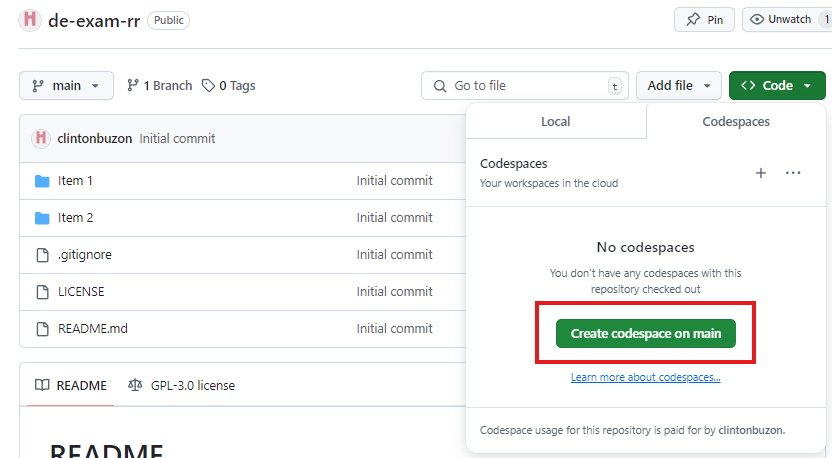 H de-exam-rr Public
Pin
Unwatch 1
main
1 Branch
0 Tags
Go to file t
Add file
Code
H clintonbuzon Initial commit
Item 1 Initial commit
Item 2 Initial commit
.gitignore Initial commit
LICENSE Initial commit
README.md Initial commit
README
GPL-3.0 license
README
Local
Codespaces
Codespaces
Your workspaces in the cloud
No codespaces
You don't have any codespaces with this
repository checked out
Create codespace on main
Learn more about codespaces...
Codespace usage for this repository is paid for by clintonbuzon.